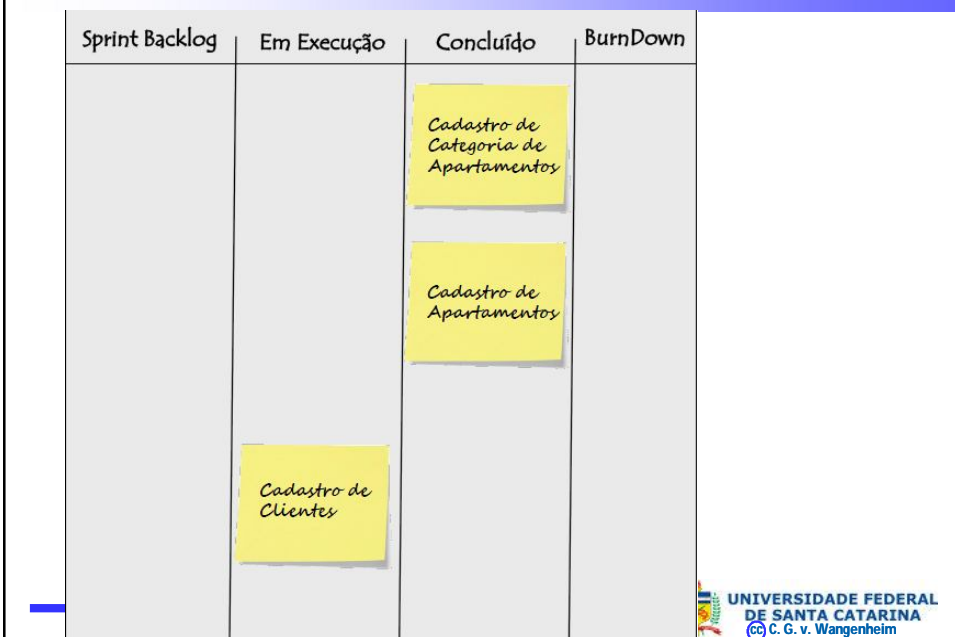 Sprint Backlog
Em Execução
Concluído
BurnDown
Cadastro de
Categoria de
Apartamentos
Cadastro de
Apartamentos
Cadastro de
Clientes
UNIVERSIDADE FEDERAL
DE SANTA CATARINA
(cc) C. G. v. Wangenheim